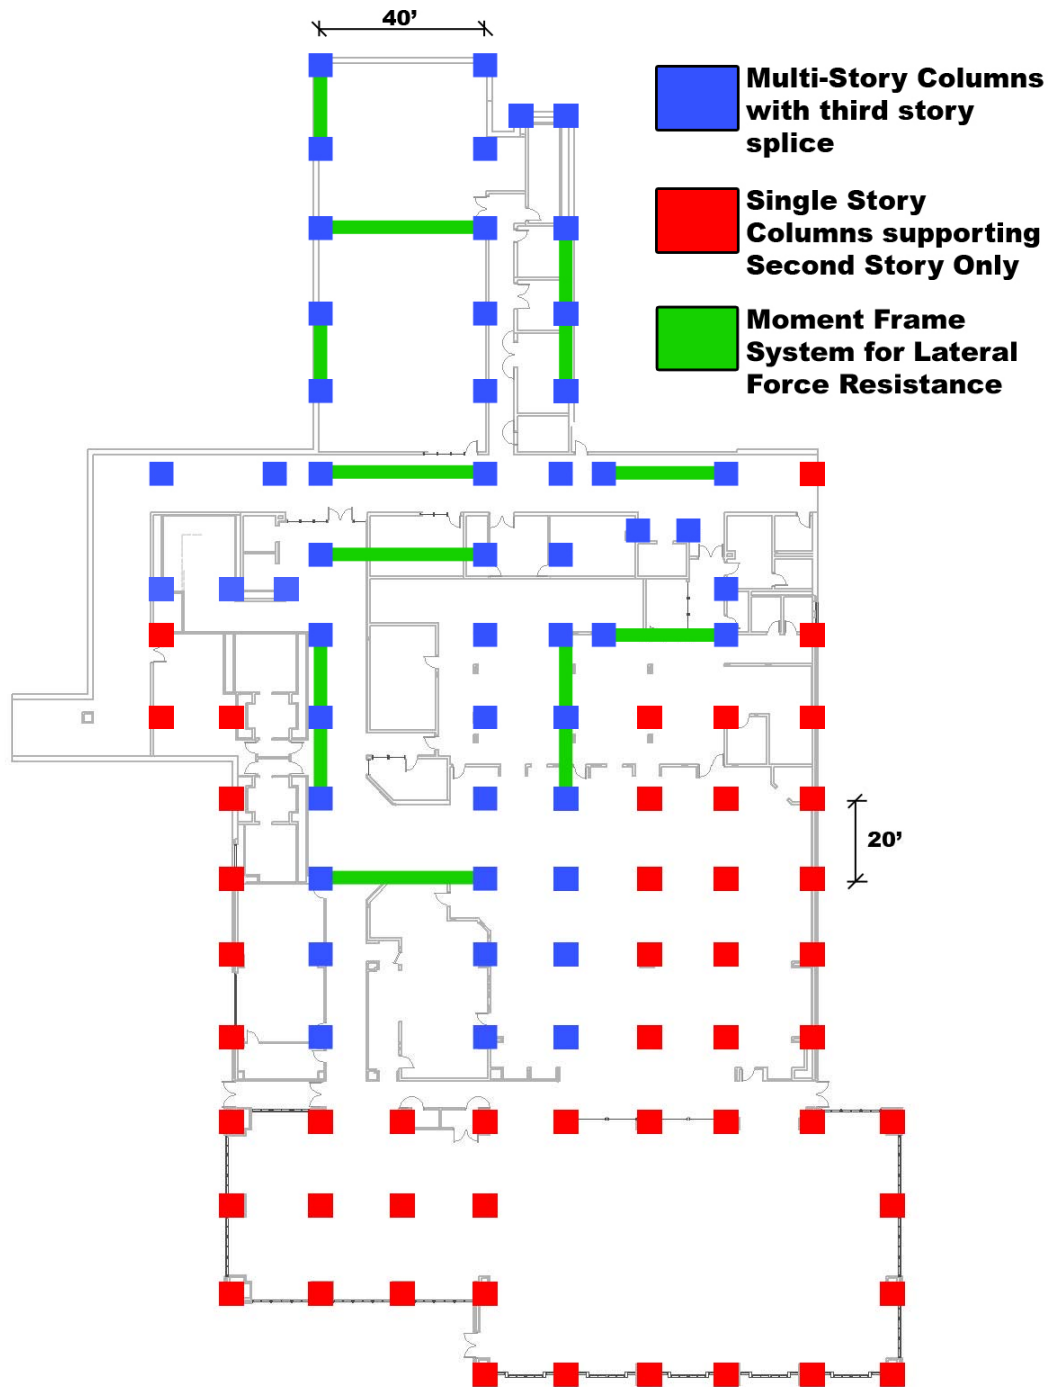 40’
Multi-Story Columns
with third story
splice
Single Story
Columns supporting
Second Story Only
Moment Frame
System for Lateral
Force Resistance
20’